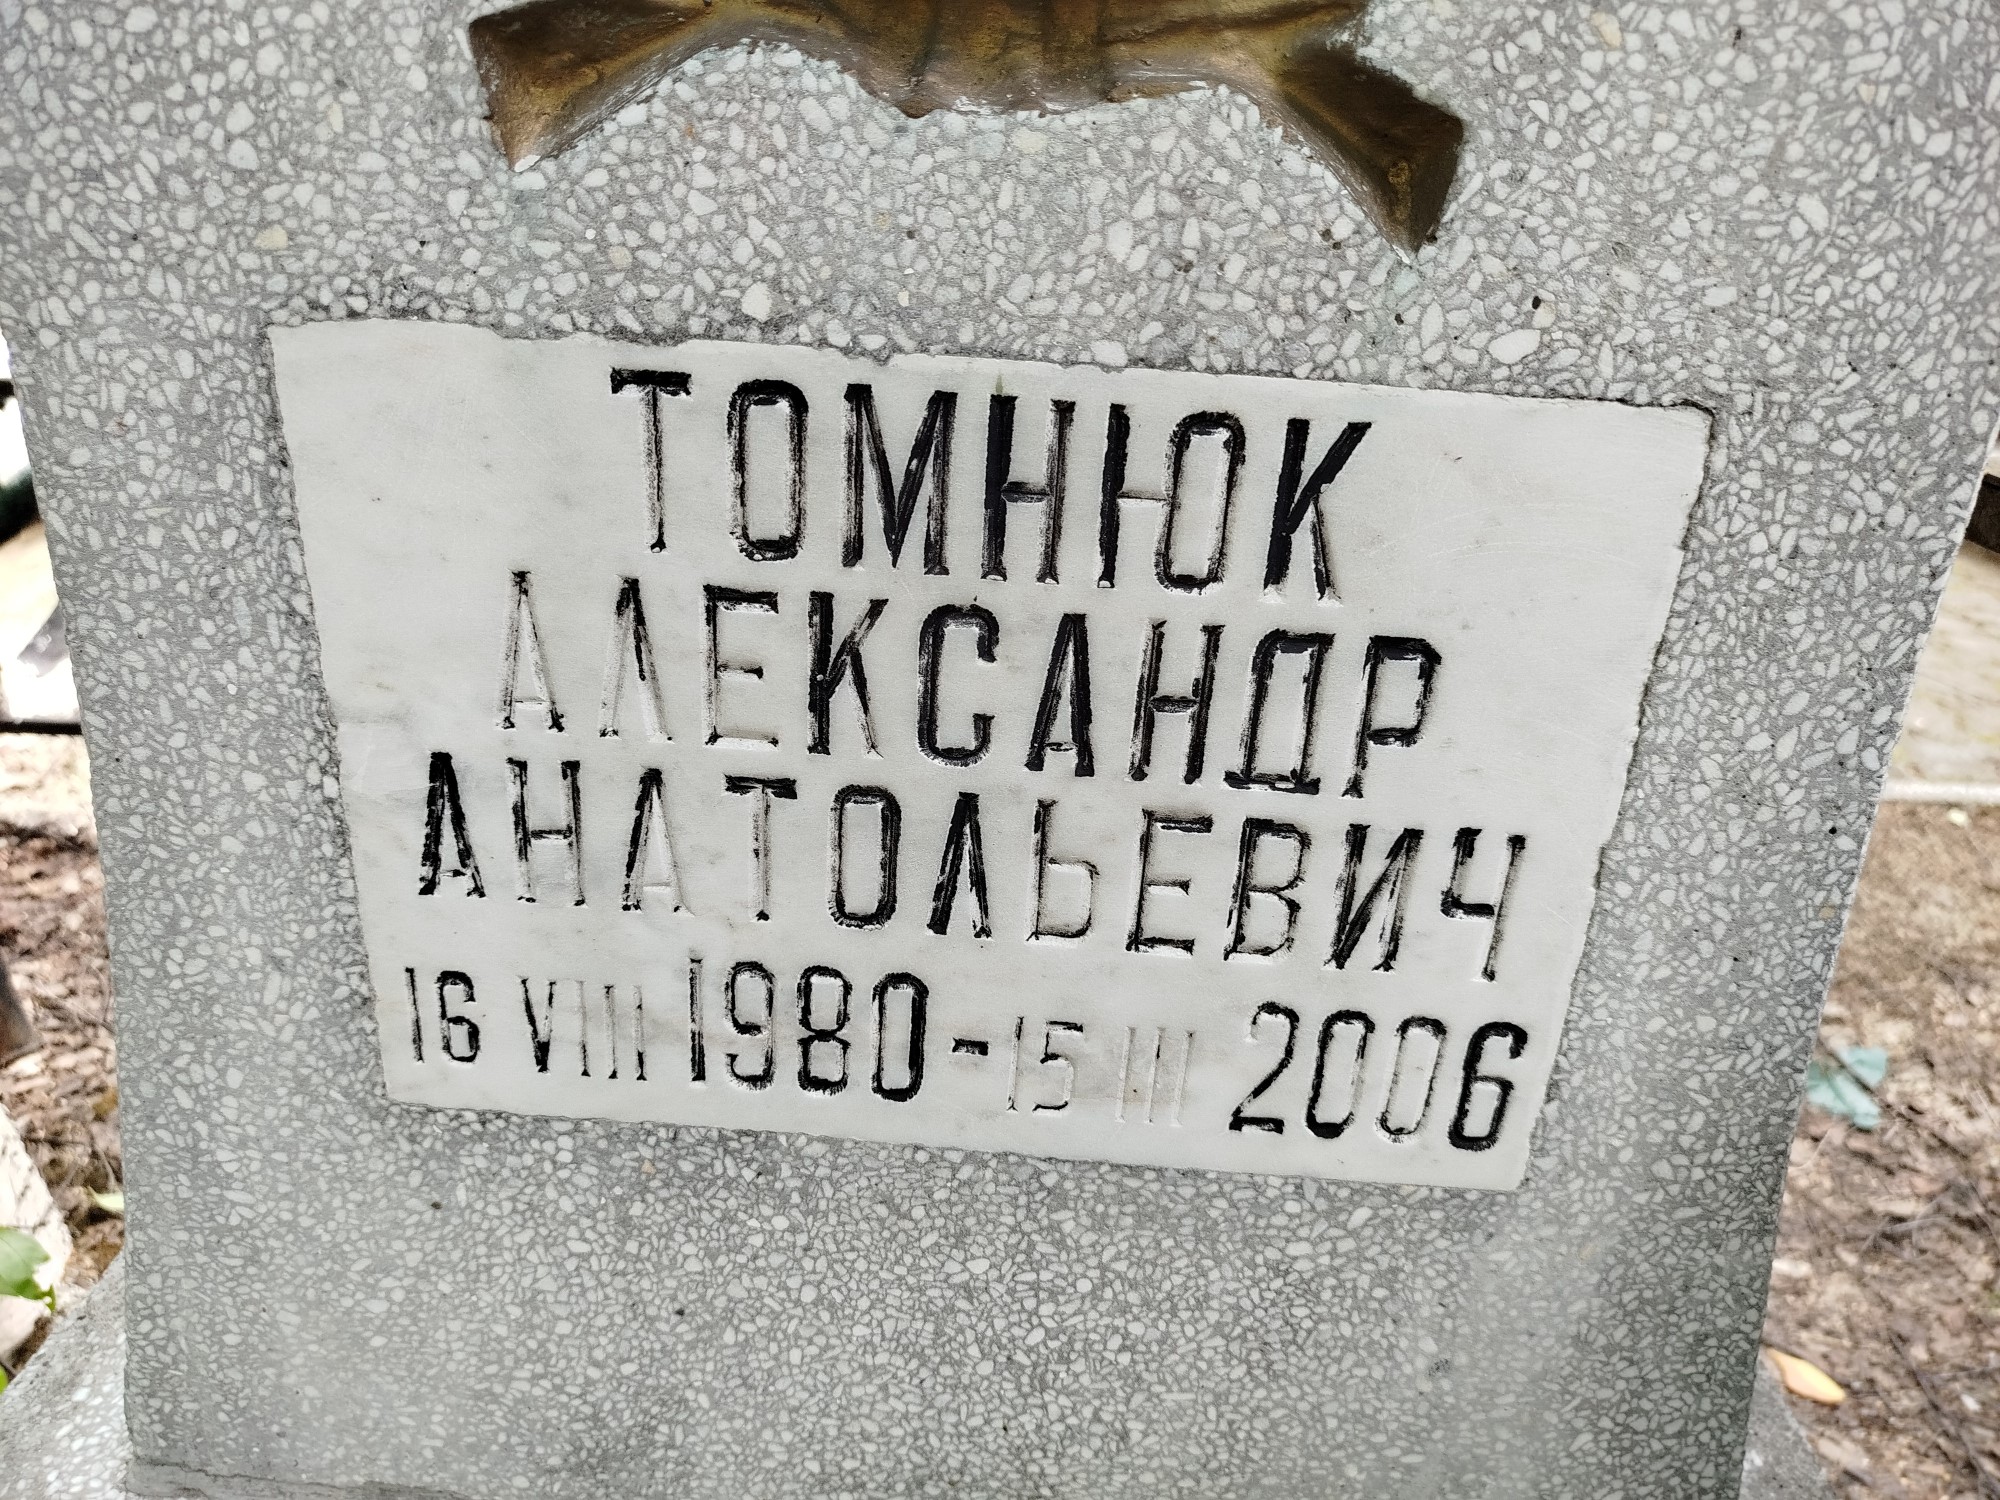 ТОМНЮК
АЛЕКСАНДР
АНАТОЛЬЕВИЧ
16 VIII 1980 - 15 III 2006